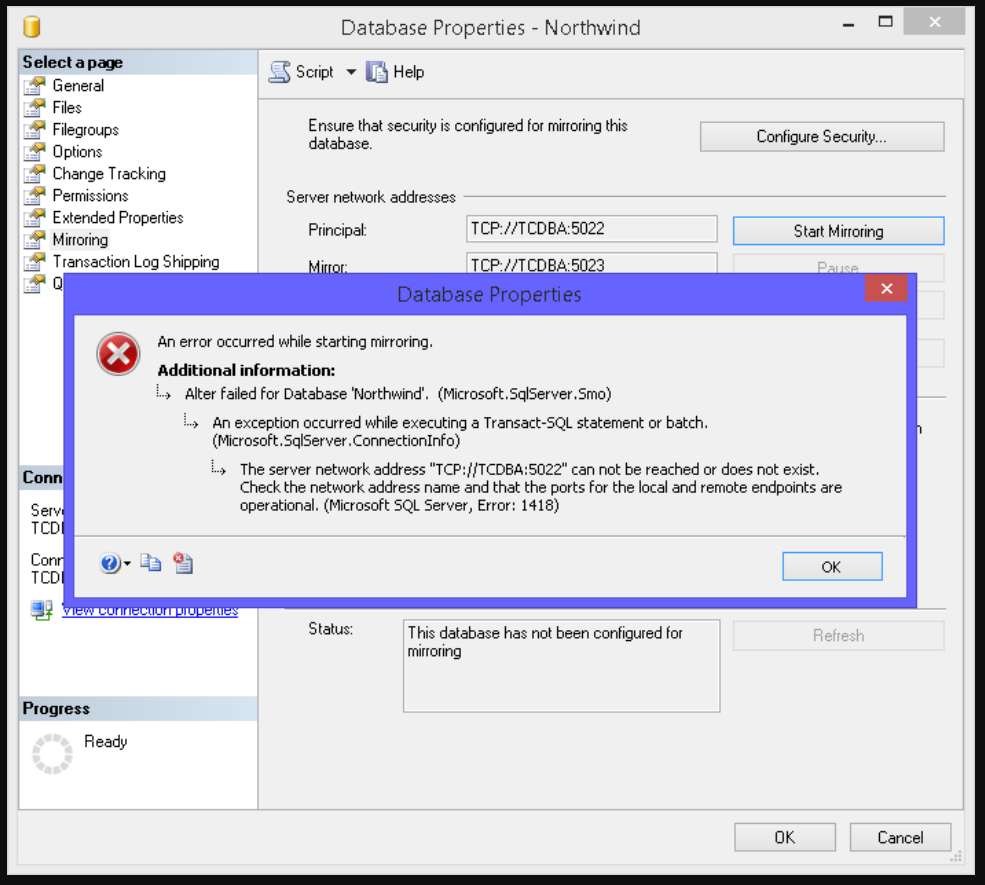 Database Properties - Northwind
Select a page
General
Files
Filegroups
Options
Change Tracking
Permissions
Extended Properties
Mirroring
Transaction Log Shipping
Q
Script
Help
Ensure that security is configured for mirroring this
database.
Configure Security...
Server network addresses
Principal:
TCP://TCDBA:5022
Start Mirroring
Mirror:
TCP://TCDBA:5023
Pause
Database Properties
An error occurred while starting mirroring.
Additional information:
Alter failed for Database 'Northwind'. (Microsoft.SqlServer.Smo)
An exception occurred while executing a Transact-SQL statement or batch.
(Microsoft.SqlServer.ConnectionInfo)
The server network address "TCP://TCDBA:5022" can not be reached or does not exist.
Check the network address name and that the ports for the local and remote endpoints are
operational. (Microsoft SQL Server, Error: 1418)
OK
Conn
Serv
TCD
Conn
TCD
View connection properties
Status:
This database has not been configured for
mirroring
Refresh
Progress
Ready
OK
Cancel